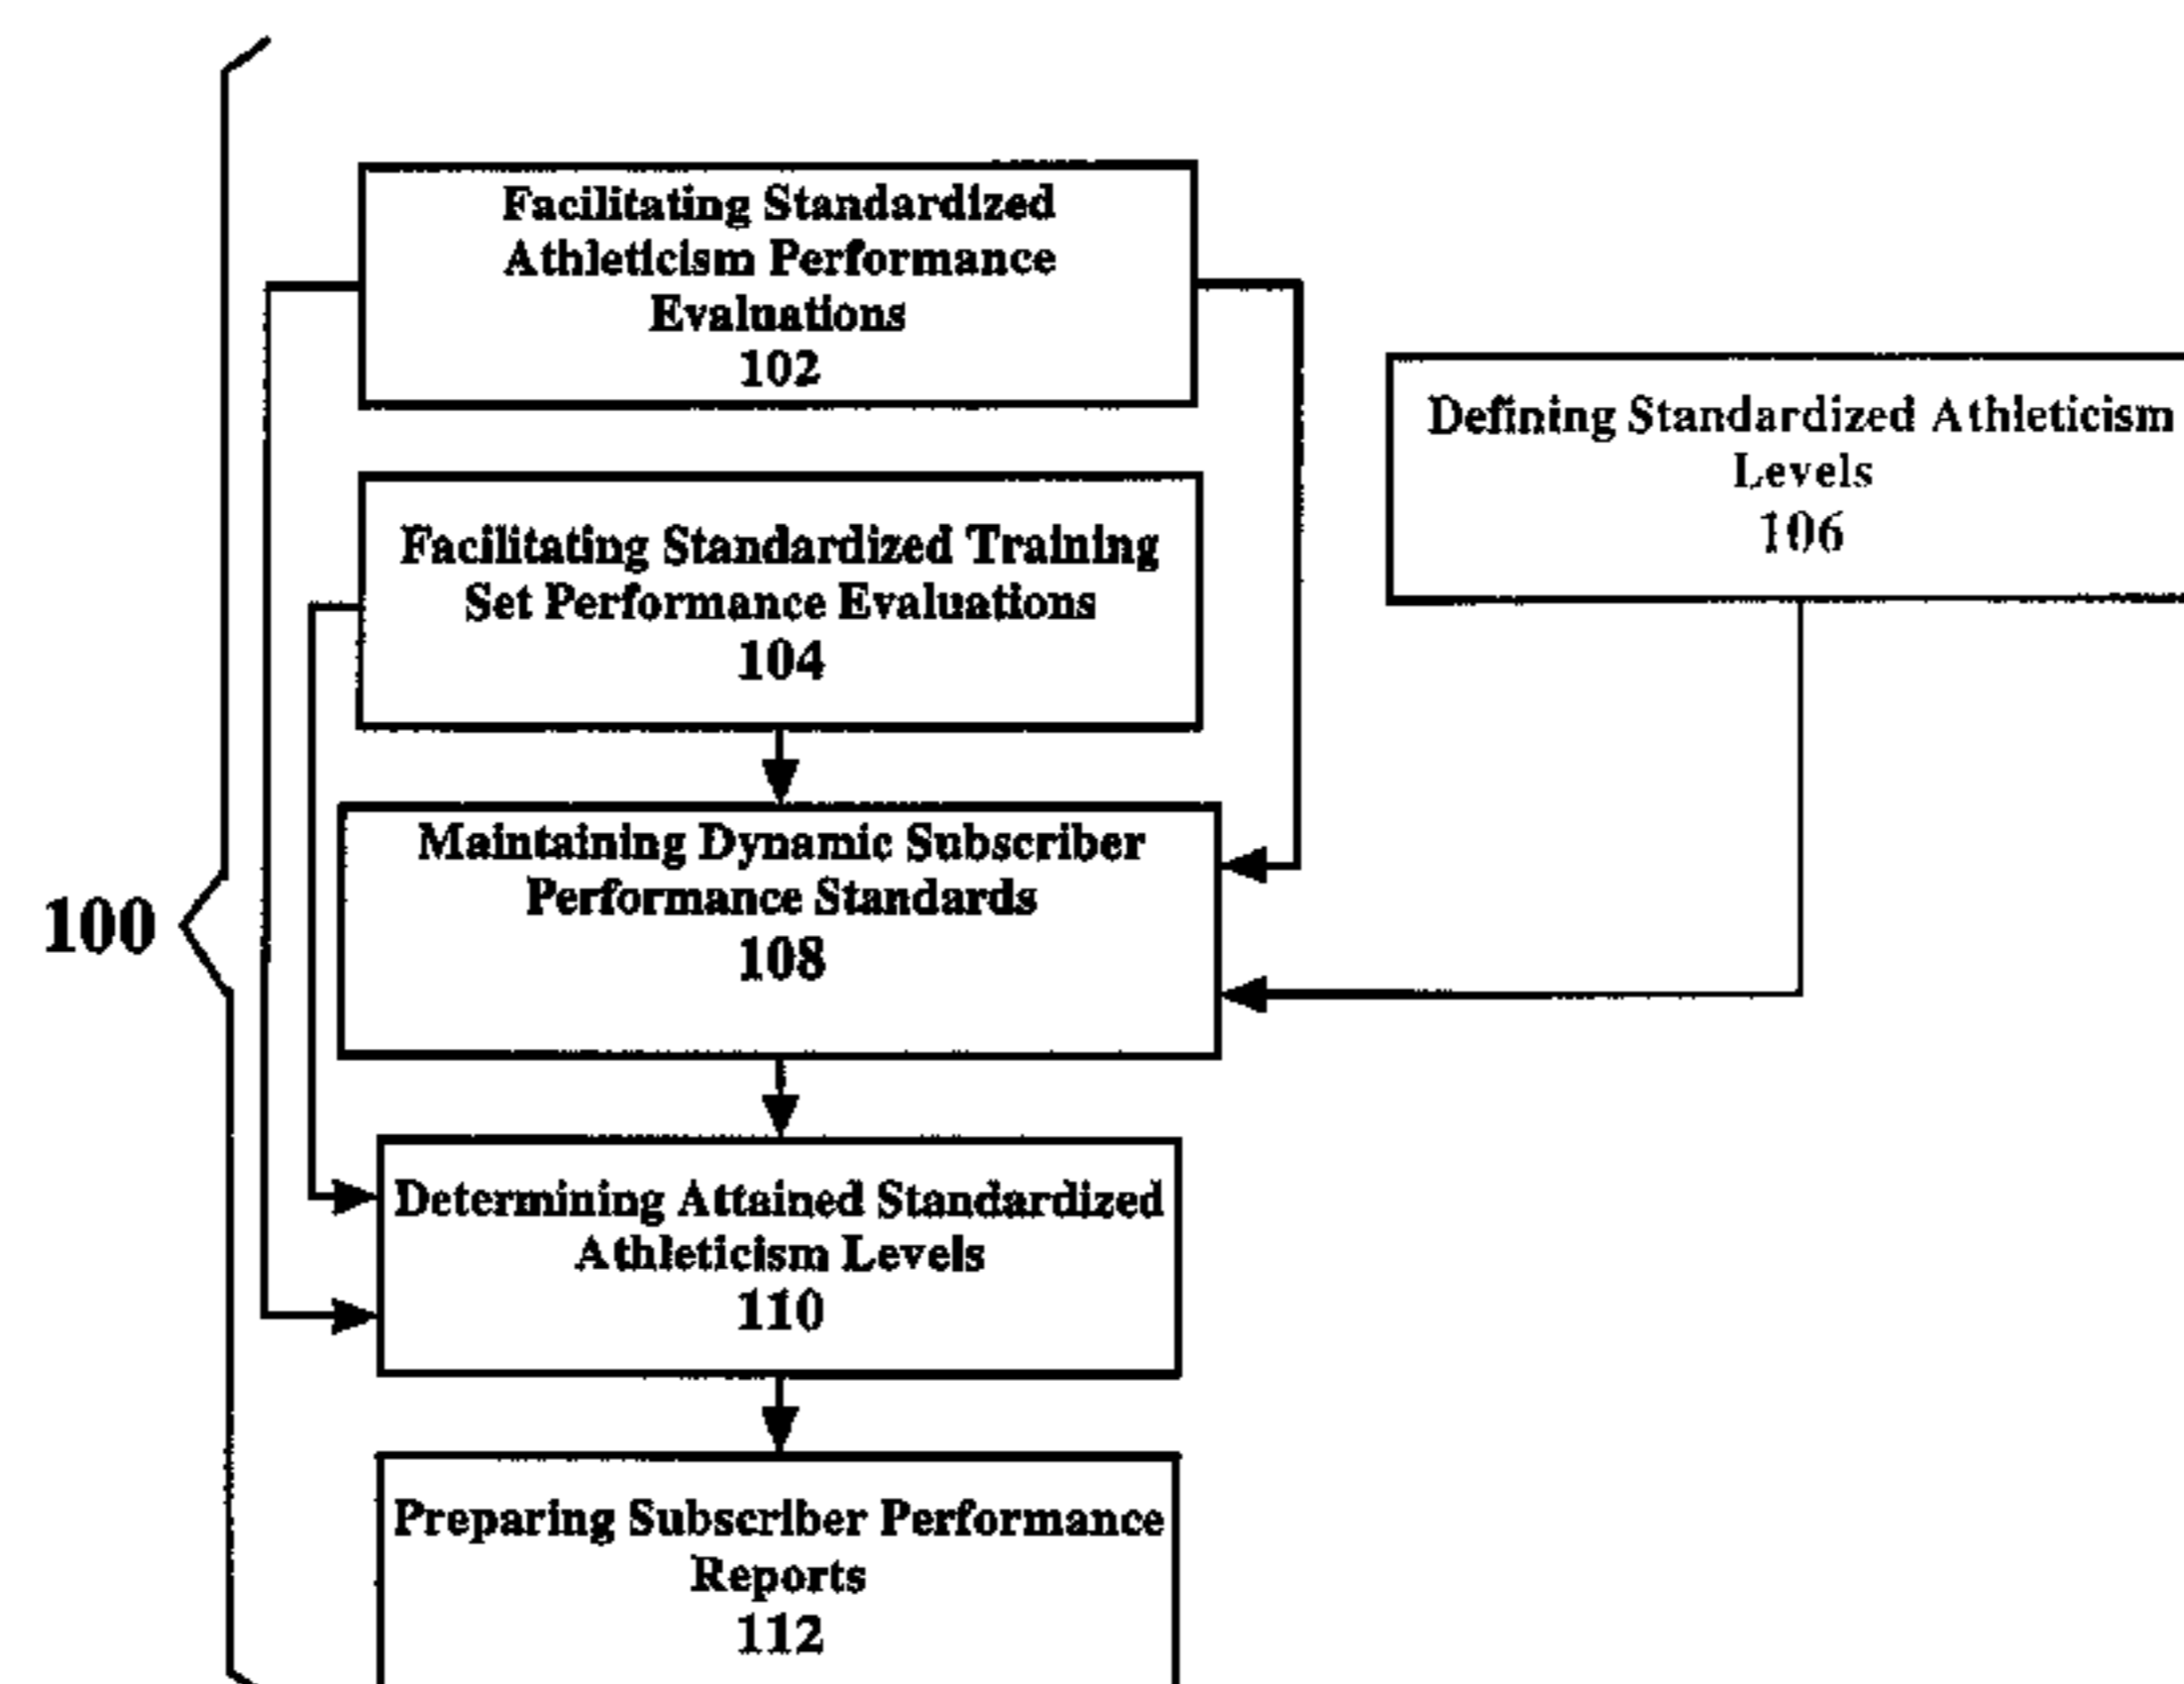 Facilitating Standardized
Athleticism Performance
Evaluations
102
Defining Standardized Athleticism
Levels
106
Facilitating Standardized Training
Set Performance Evaluations
104
Maintaining Dynamic Subscriber
Performance Standards
108
100
Determining Attained Standardized
Athleticism Levels
110
Preparing Subscriber Performance
Reports
112